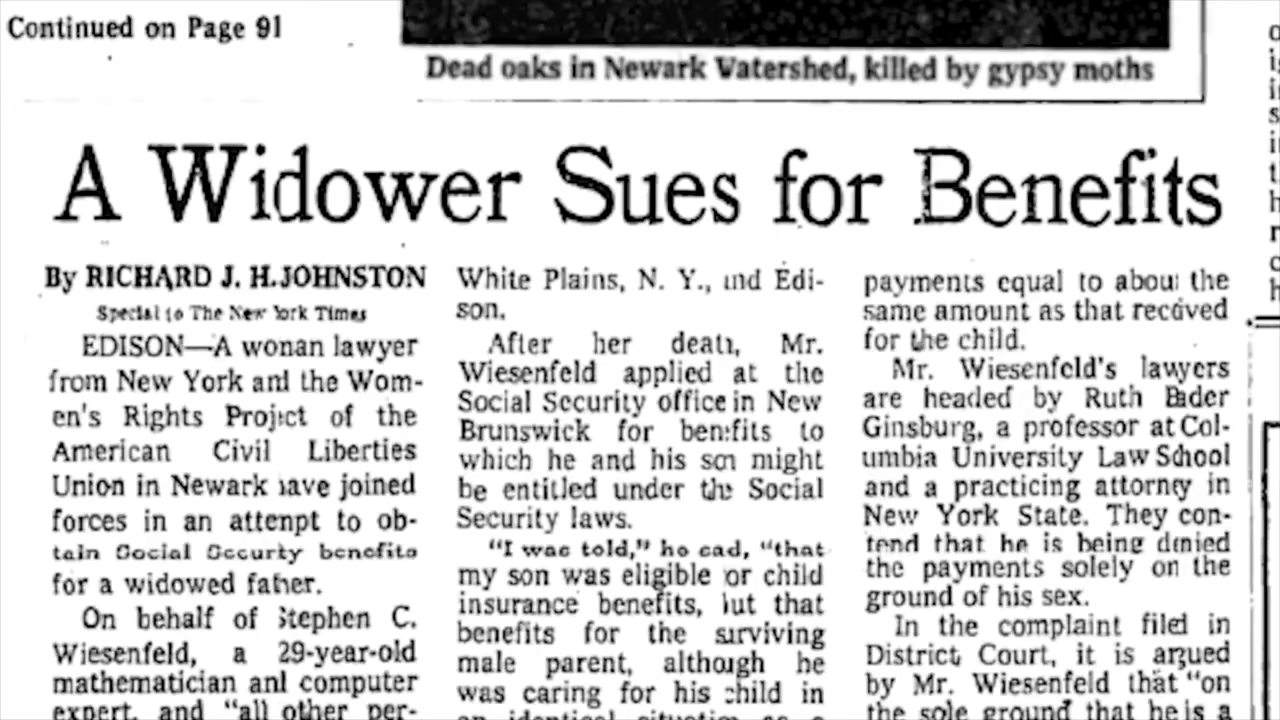 Continued on Page 91
Dead oaks in Newark Watershed, killed by gypsy moths
A Widower Sues for Benefits
By RICHARD J. H. JOHNSTON
Special to The New York Times
EDISON—A wonan lawyer
from New York and the Wom-
en's Rights Project of the
American Civil Liberties
Union in Newark have joined
forces in an attenpt to ob-
tain Social Securty benefits
for a widowed father.
On behalf of Stephen C.
Wiesenfeld, a 29-year-old
mathematician and computer
expert, and "all other per-
White Plains, N. Y., and Edi-
son.
After her death, Mr.
Wiesenfeld applied at the
Social Security office in New
Brunswick for benefits to
which he and his son might
be entitled under the Social
Security laws.
"I was told," he said, "that
my son was eligible for child
insurance benefits, but that
benefits for the surviving
male parent, although he
was caring for his child in
an identical situation as a
payments equal to about the
same amount as that received
for the child.
Mr. Wiesenfeld's lawyers
are headed by Ruth Bader
Ginsburg, a professor at Col-
umbia University Law School
and a practicing attorney in
New York State. They con-
tend that he is being denied
the payments solely on the
ground of his sex.
In the complaint filed in
District Court, it is argued
by Mr. Wiesenfeld that "on
the sole ground that he is a